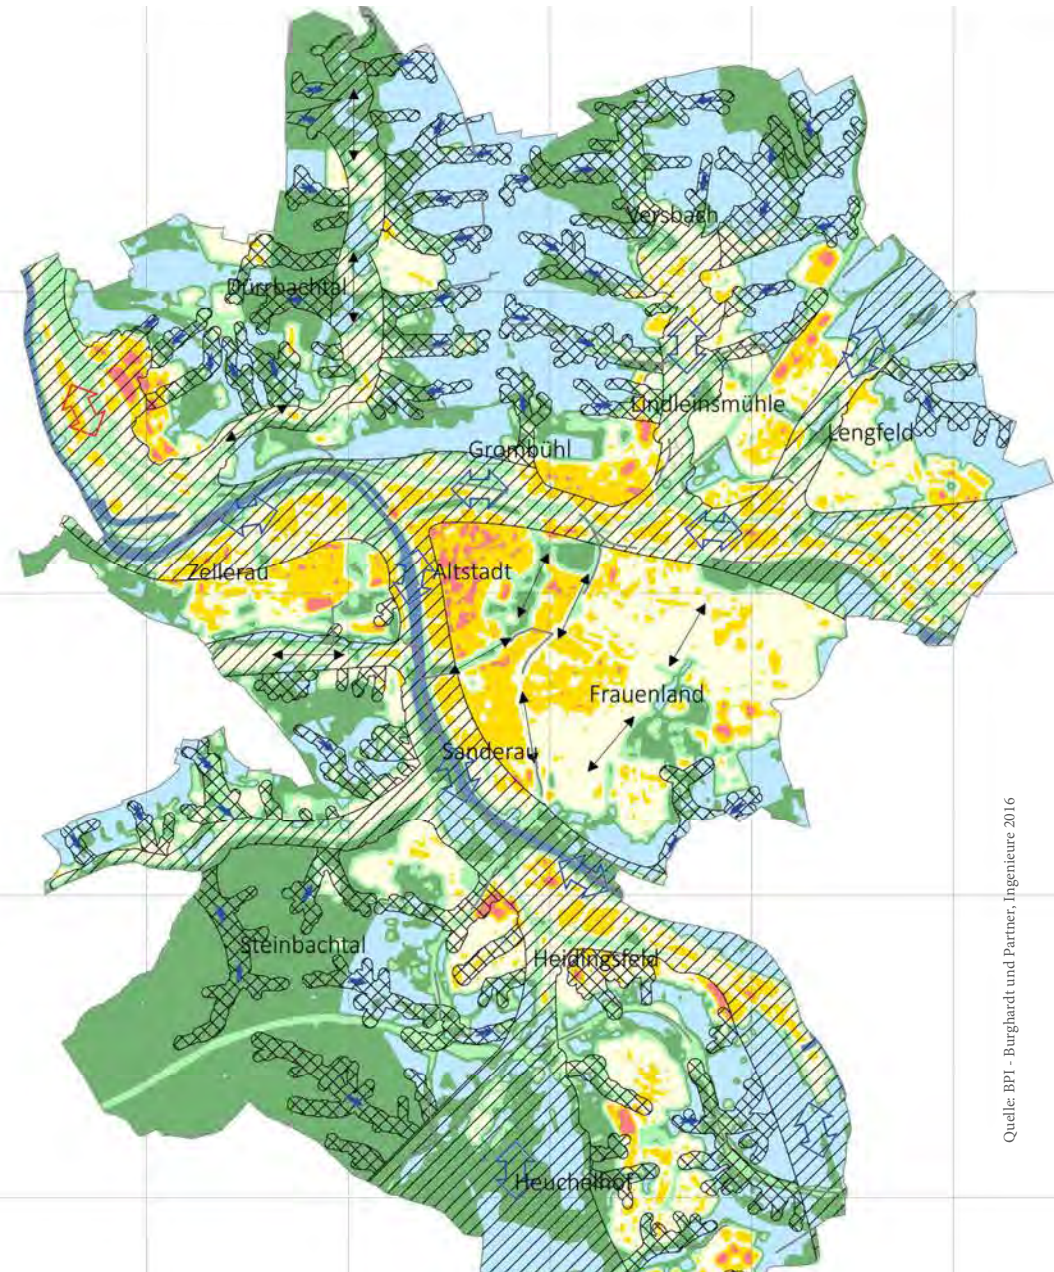 Versbach
Dürrbachtal
Lindleinsmühle
Lengfeld
Grombühl
Zellerau
Altstadt
Frauenland
Sanderau
Steinbachtal
Heidingsfeld
Heuchelhof
Quelle: BPI - Burghardt und Partner, Ingenieure 2016